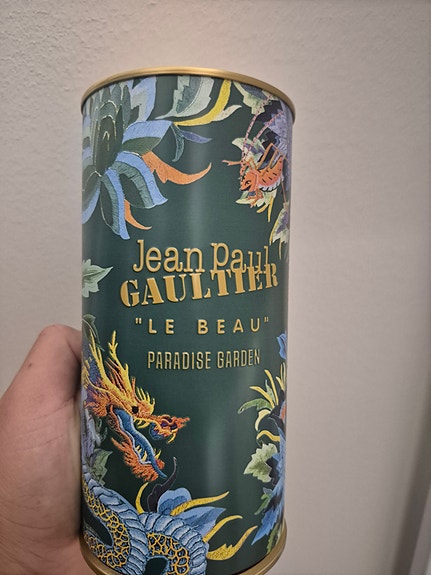 Jean Paul
GAULTIER
"LE BEAU"
PARADISE GARDEN